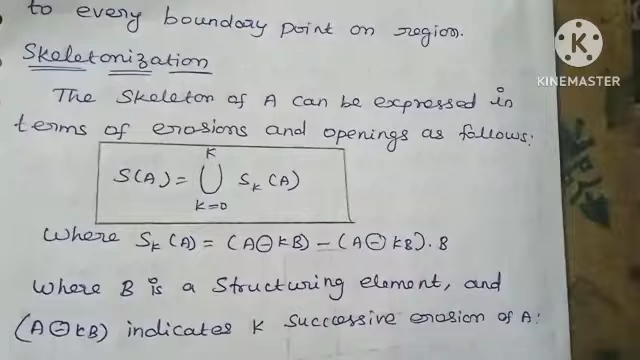 to every boundary point on region.
Skeletonization
The Skeleton of A can be expressed in
terms of erosions and openings as follows:
K
S(A) = ⋃ Sₖ (A)
K=0
Where Sₖ (A) = (A⊖KB) – (A⊖KB) . B
Where B is a structuring element, and
(A⊖KB) indicates K successive erosion of A:
K
KINEMASTER